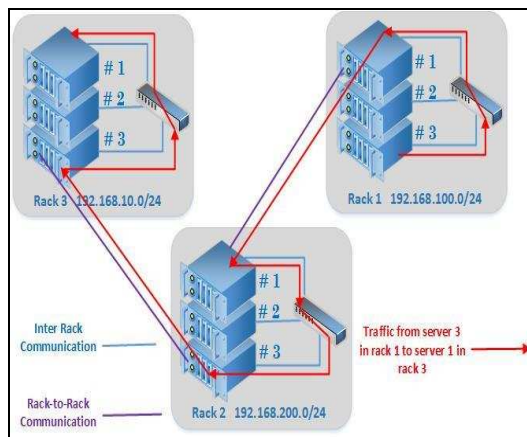 # 1
# 2
# 3
Rack 3 192.168.10.0/24
# 1
# 2
# 3
Rack 1 192.168.100.0/24
# 1
# 2
# 3
Rack 2 192.168.200.0/24
Inter Rack
Communication
Rack-to-Rack
Communication
Traffic from server 3
in rack 1 to server 1 in
rack 3